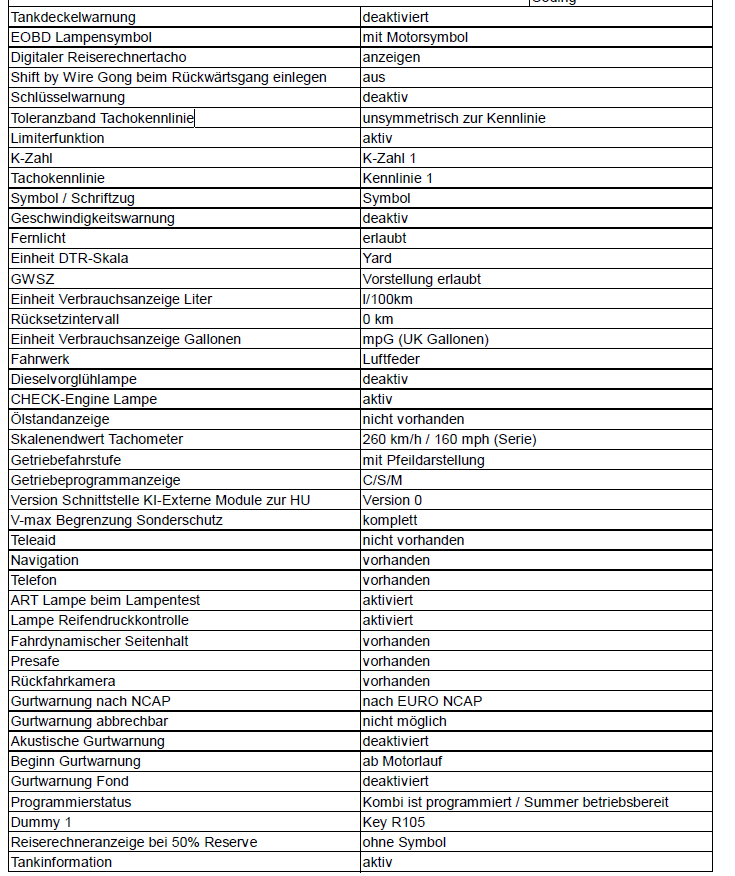 Coding
Tankdeckelwarnung deaktiviert
EOBD Lampensymbol mit Motorsymbol
Digitaler Reiserechnertacho anzeigen
Shift by Wire Gong beim Rückwärtsgang einlegen aus
Schlüsselwarnung deaktiv
Toleranzband Tachokennlinie unsymmetrisch zur Kennlinie
Limiterfunktion aktiv
K-Zahl K-Zahl 1
Tachokennlinie Kennlinie 1
Symbol / Schriftzug Symbol
Geschwindigkeitswarnung deaktiv
Fernlicht erlaubt
Einheit DTR-Skala Yard
GWSZ Vorstellung erlaubt
Einheit Verbrauchsanzeige Liter l/100km
Rücksetzintervall 0 km
Einheit Verbrauchsanzeige Gallonen mpG (UK Gallonen)
Fahrwerk Luftfeder
Dieselvorglühlampe deaktiv
CHECK-Engine Lampe aktiv
Ölstandanzeige nicht vorhanden
Skalenendwert Tachometer 260 km/h / 160 mph (Serie)
Getriebefahrstufe mit Pfeildarstellung
Getriebeprogrammanzeige C/S/M
Version Schnittstelle KI-Externe Module zur HU Version 0
V-max Begrenzung Sonderschutz komplett
Teleaid nicht vorhanden
Navigation vorhanden
Telefon vorhanden
ART Lampe beim Lampentest aktiviert
Lampe Reifendruckkontrolle aktiviert
Fahrdynamischer Seitenhalt vorhanden
Presafe vorhanden
Rückfahrkamera vorhanden
Gurtwarnung nach NCAP nach EURO NCAP
Gurtwarnung abbrechbar nicht möglich
Akustische Gurtwarnung deaktiviert
Beginn Gurtwarnung ab Motorlauf
Gurtwarnung Fond deaktiviert
Programmierstatus Kombi ist programmiert / Summer betriebsbereit
Dummy 1 Key R105
Reiserechneranzeige bei 50% Reserve ohne Symbol
Tankinformation aktiv